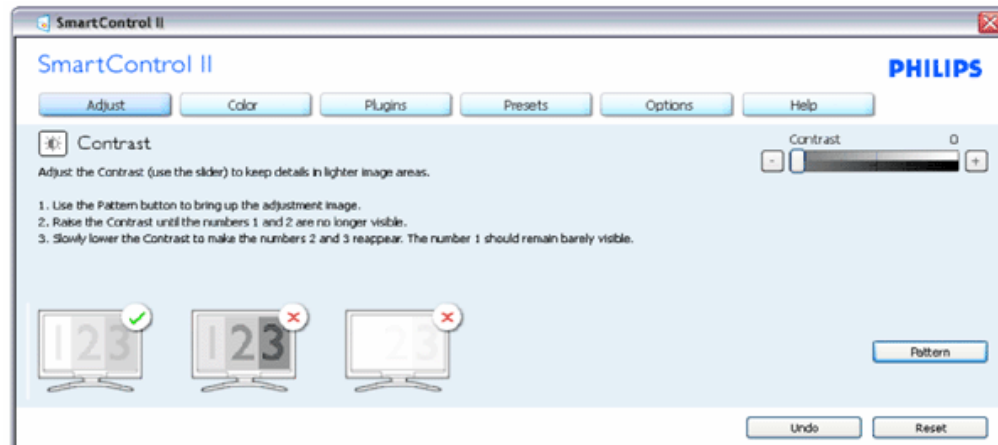 SmartControl II
SmartControl II
PHILIPS
Adjust Color Plugins Presets Options Help
Contrast
Contrast 0
- +
Adjust the Contrast (use the slider) to keep details in lighter image areas.
1. Use the Pattern button to bring up the adjustment image.
2. Raise the Contrast until the numbers 1 and 2 are no longer visible.
3. Slowly lower the Contrast to make the numbers 2 and 3 reappear. The number 1 should remain barely visible.
123 123 23
Pattern
Undo Reset